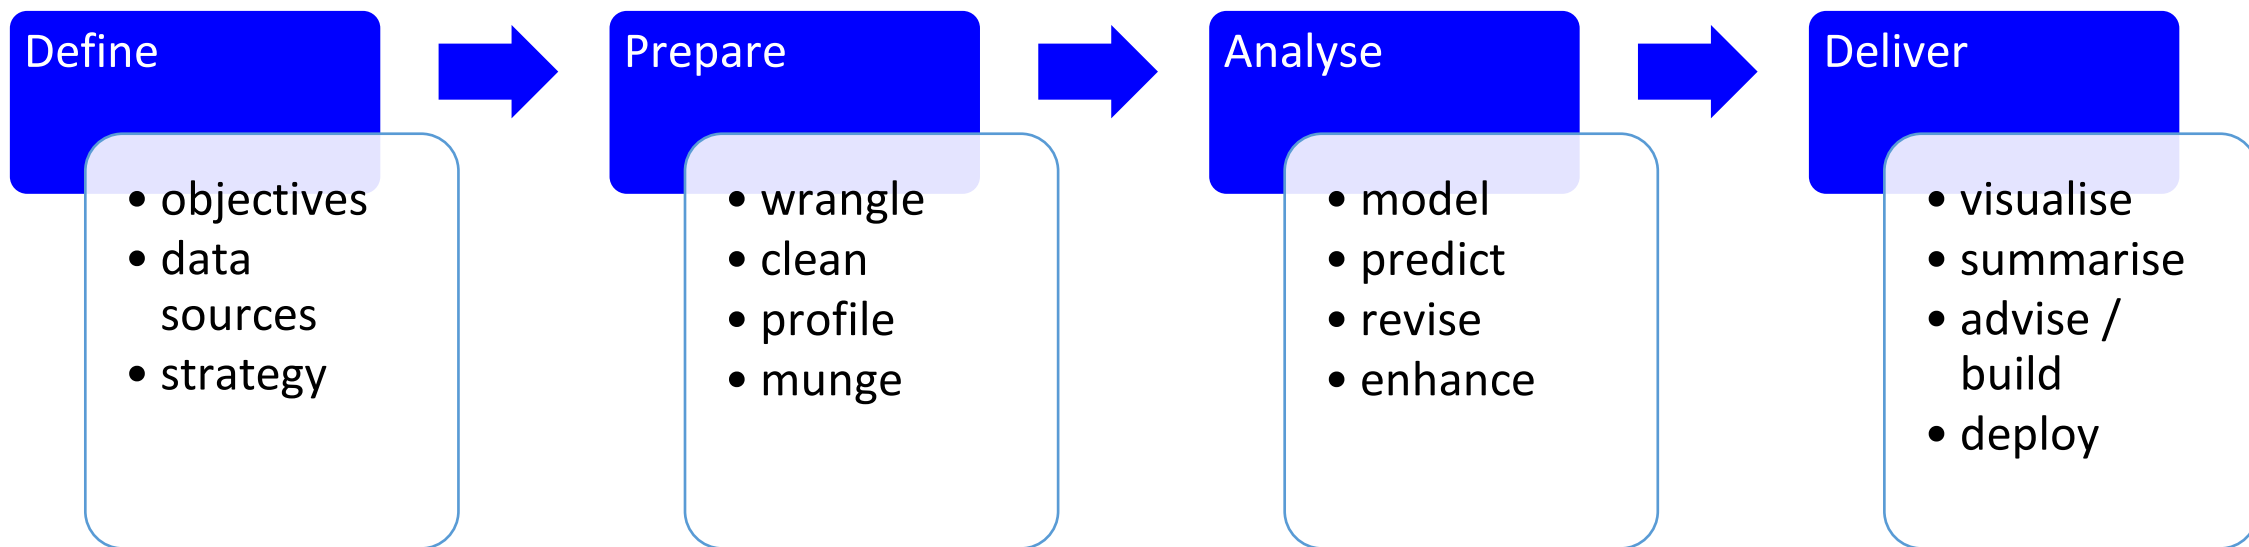 Define
• objectives
• data
sources
• strategy
Prepare
• wrangle
• clean
• profile
• munge
Analyse
• model
• predict
• revise
• enhance
Deliver
• visualise
• summarise
• advise /
build
• deploy